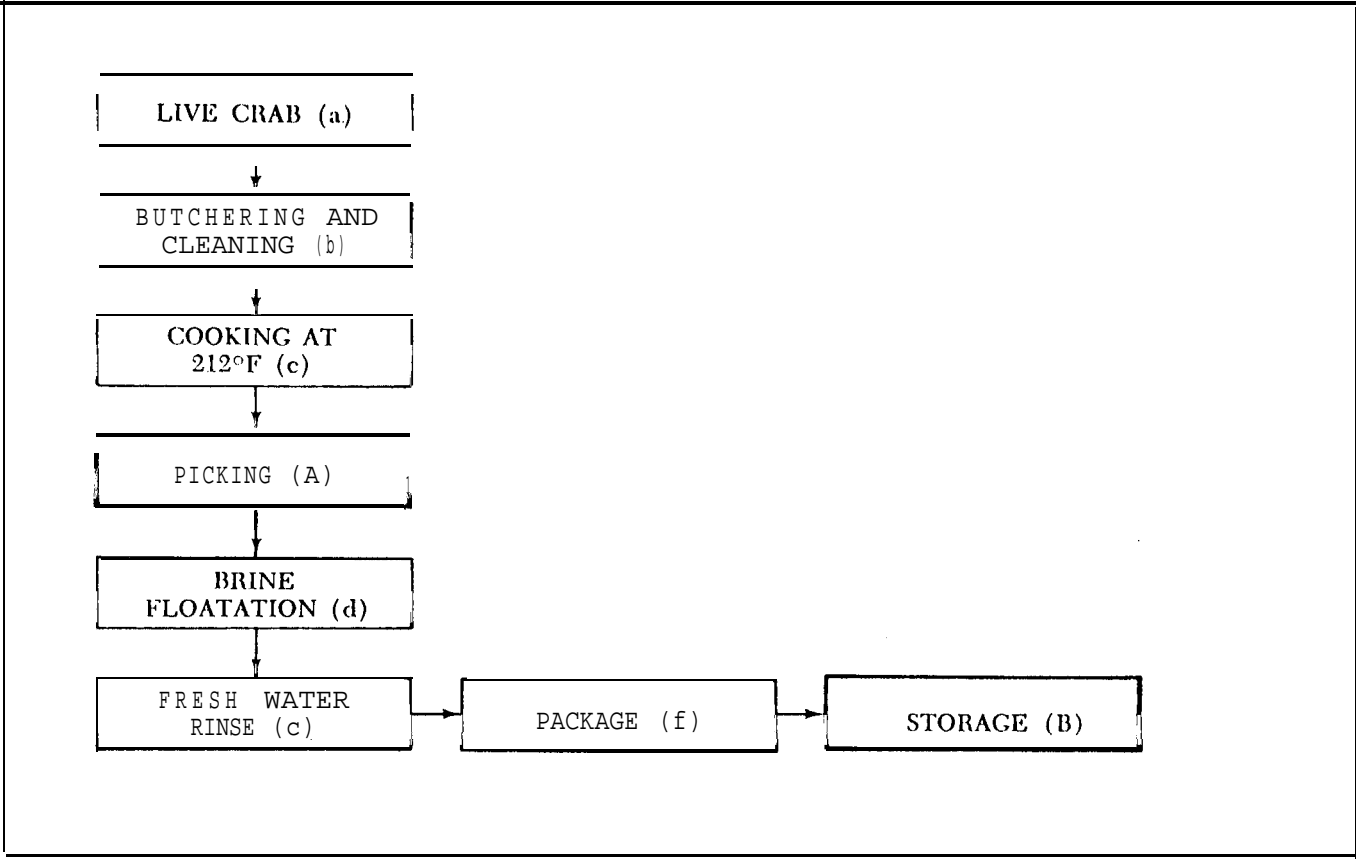 LIVE CRAB (a)
BUTCHERING AND
CLEANING (b)
COOKING AT
212°F (c)
PICKING (A)
BRINE
FLOATATION (d)
FRESH WATER
RINSE (c)
PACKAGE (f)
STORAGE (B)